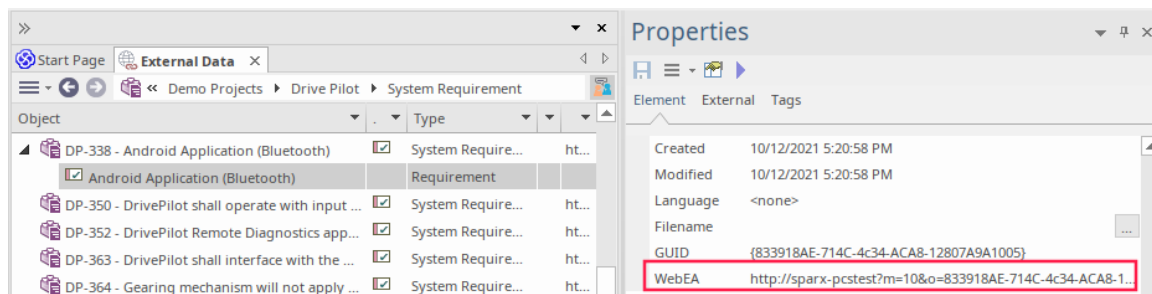 Start Page
External Data
« Demo Projects Drive Pilot System Requirement
Object . Type
DP-338 - Android Application (Bluetooth) System Require... ht...
Android Application (Bluetooth) Requirement
DP-350 - DrivePilot shall operate with input ... System Require... ht...
DP-352 - DrivePilot Remote Diagnostics app... System Require... ht...
DP-363 - DrivePilot shall interface with the ... System Require... ht...
DP-364 - Gearing mechanism will not apply ... System Require... ht...
Properties
Element External Tags
Created 10/12/2021 5:20:58 PM
Modified 10/12/2021 5:20:58 PM
Language <none>
Filename ...
GUID {833918AE-714C-4c34-ACA8-12807A9A1005}
WebEA http://sparx-pcstest?m=10&o=833918AE-714C-4c34-ACA8-1...